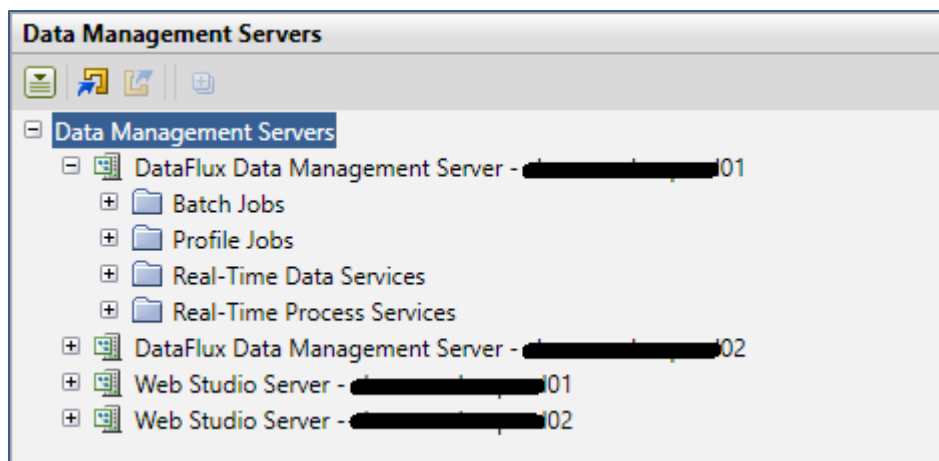 Data Management Servers
Data Management Servers
DataFlux Data Management Server - 01
Batch Jobs
Profile Jobs
Real-Time Data Services
Real-Time Process Services
DataFlux Data Management Server - 02
Web Studio Server - 01
Web Studio Server - 02